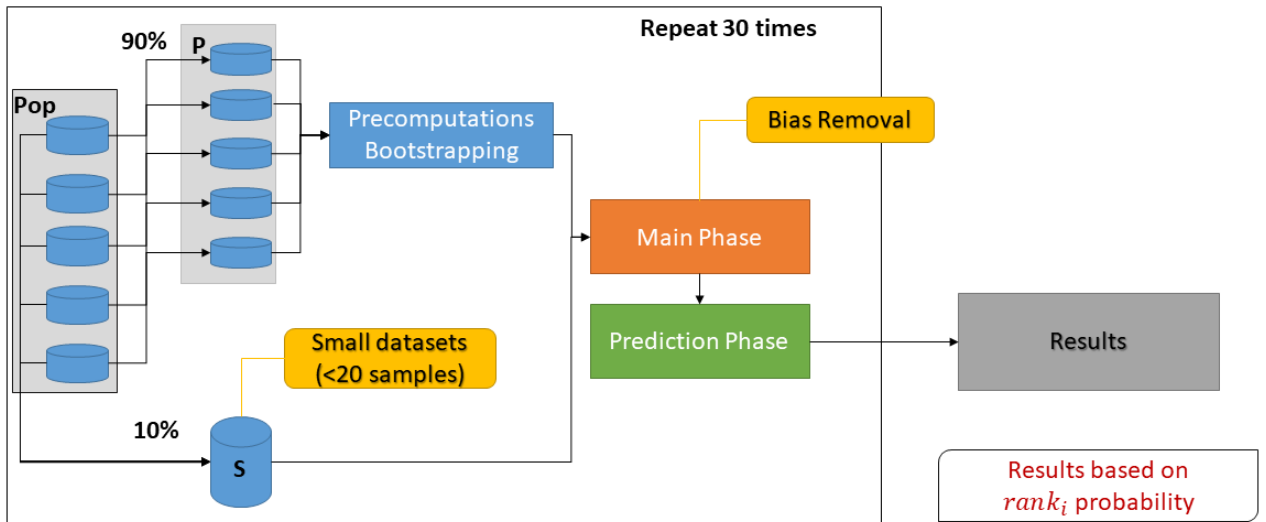 Repeat 30 times
90%
P
Pop
Precomputations
Bootstrapping
Bias Removal
Main Phase
Prediction Phase
Results
Small datasets
(<20 samples)
10%
S
Results based on
rank_i probability